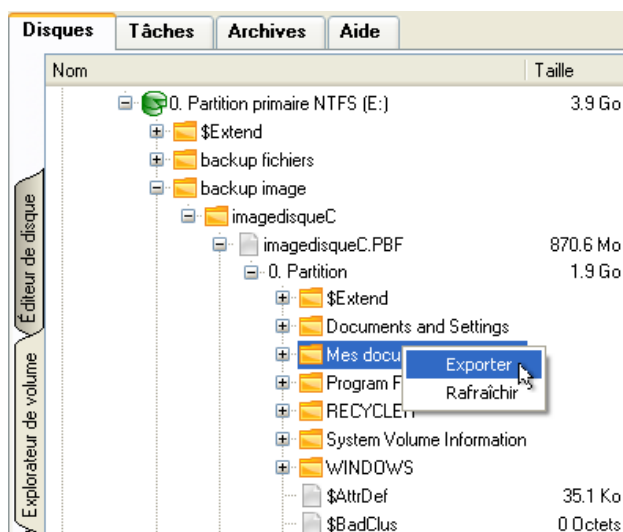 Disques Tâches Archives Aide
Nom Taille
0. Partition primaire NTFS (E:) 3.9 Go
$Extend
backup fichiers
backup image
imagedisqueC
imagedisqueC.PBF 870.6 Mo
0. Partition 1.9 Go
$Extend
Documents and Settings
Mes docu
Exporter
Program F
Rafraîchir
RECYCLER
System Volume Information
WINDOWS
$AttrDef 35.1 Ko
$BadClus 0 Octets
Éditeur de disque
Explorateur de volume